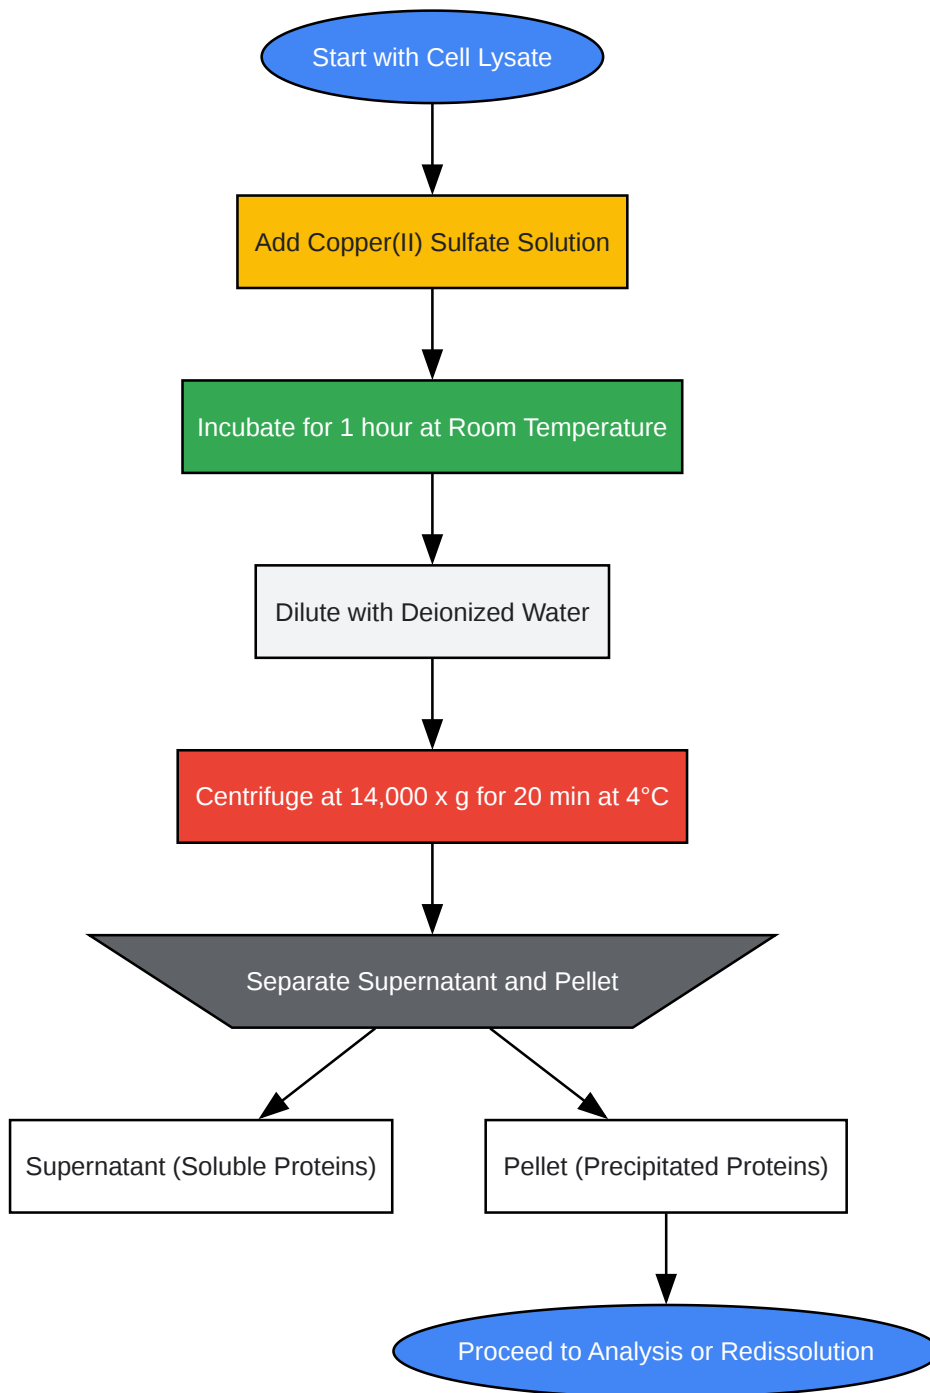 Start with Cell Lysate
Add Copper(II) Sulfate Solution
Incubate for 1 hour at Room Temperature
Dilute with Deionized Water
Centrifuge at 14,000 x g for 20 min at 4°C
Separate Supernatant and Pellet
Supernatant (Soluble Proteins)
Pellet (Precipitated Proteins)
Proceed to Analysis or Redissolution